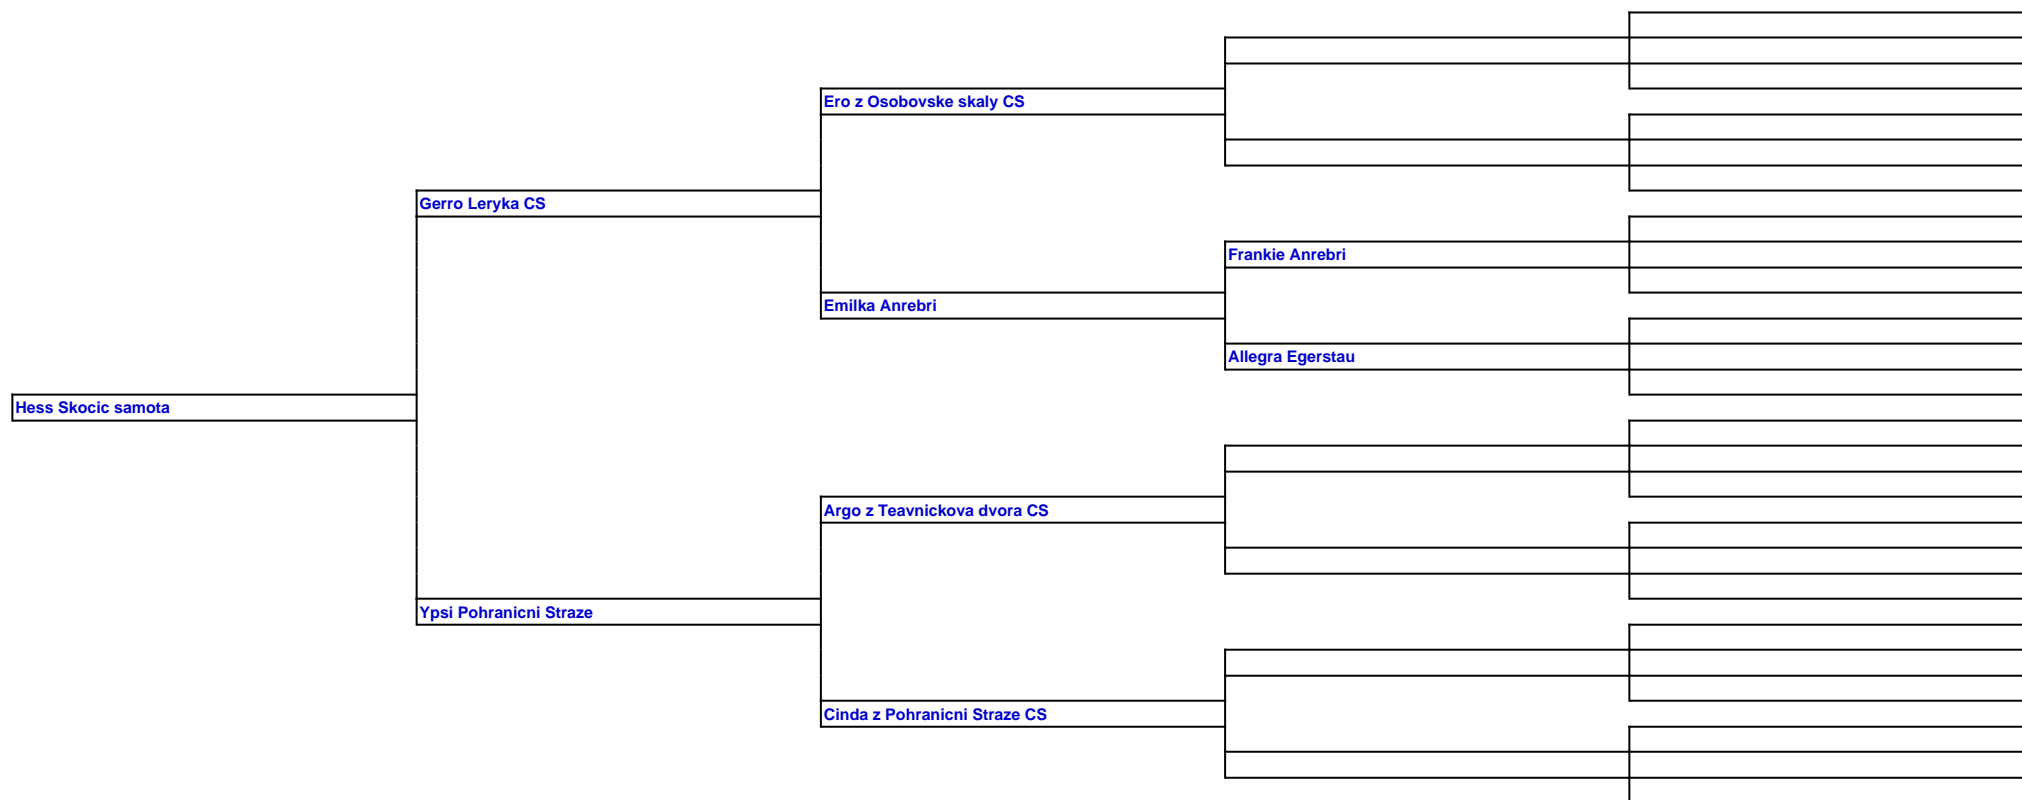 Ero z Osobovske skaly CS
Gerro Leryka CS
Frankie Anrebri
Emilka Anrebri
Allegra Egerstau
Hess Skocic samota
Argo z Teavnickova dvora CS
Ypsi Pohranicni Straze
Cinda z Pohranicni Straze CS